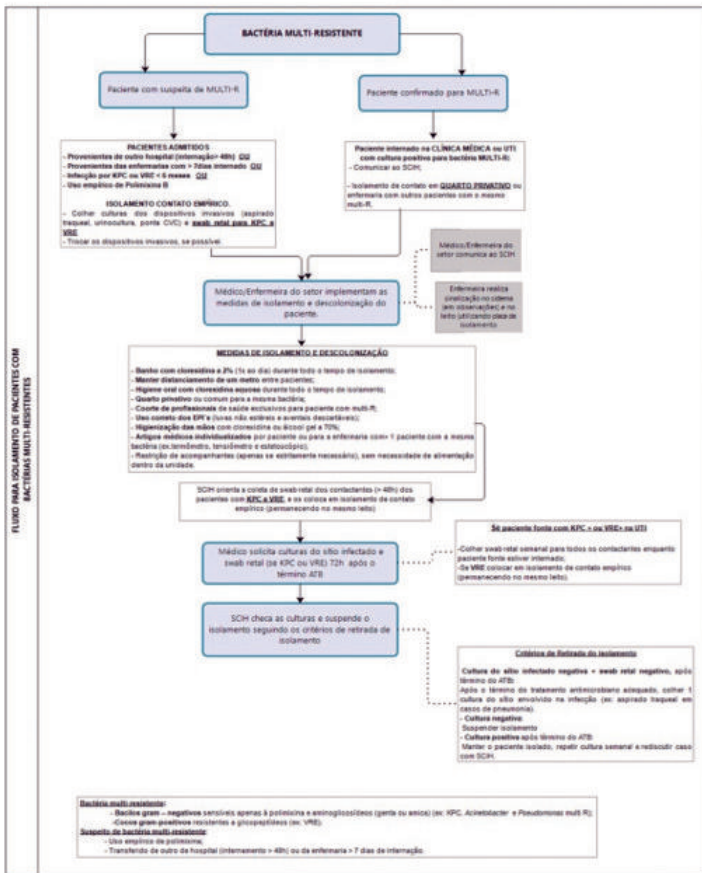 FLUXO PARA ISOLAMENTO DE PACIENTES COM
BACTÉRIAS MULTI-RESISTENTES
BACTÉRIA MULTI-RESISTENTE
Paciente com suspeita de MULTI-R
Paciente confirmado para MULTI-R
PACIENTES ADMITIDOS
- Provenientes de outro hospital (internação> 48h) OU
- Provenientes das enfermarias com > 7dias internado OU
- Infecção por KPC ou VRE < 6 meses OU
- Uso empírico de Polimixina B
ISOLAMENTO CONTATO EMPÍRICO.
- Colher culturas dos dispositivos invasivos (aspirado
traqueal, urinocultura, ponta CVC) e swab retal para KPC e
VRE
- Trocar os dispositivos invasivos, se possível
Paciente internado na CLÍNICA MÉDICA ou UTI
com cultura positiva para bactéria MULTI-R:
- Comunicar ao SCIH;
- Isolamento de contato em QUARTO PRIVATIVO ou
enfermaria com outros pacientes com o mesmo
multi-R.
Médico/Enfermeira do
setor comunica ao SCIH
Médico/Enfermeira do setor implementam as
medidas de isolamento e descolonização do
paciente.
Enfermeira realiza
sinalização no sistema
(em observações) e no
leito (utilizando placa de
isolamento
MEDIDAS DE ISOLAMENTO E DESCOLONIZAÇÃO
- Banho com cloresidina a 2% (1x ao dia) durante todo o tempo de isolamento;
- Manter distanciamento de um metro entre pacientes;
- Higiene oral com cloresidina aquosa durante todo o tempo de isolamento;
- Quarto privativo ou comum para a mesma bactéria;
- Coorte de profissionais de saúde exclusivos para paciente com multi-R;
- Uso correto dos EPI's (luvas não estéreis e aventais descartáveis);
- Higienização das mãos com cloresidina ou álcool gel a 70%;
- Artigos médicos individualizados por paciente ou para a enfermaria com> 1 paciente com a mesma
bactéria (ex.termômetro, tensiômetro e estetoscópio);
- Restrição de acompanhantes (apenas se estritamente necessário), sem necessidade de alimentação
dentro da unidade.
SCIH orienta a coleta de swab retal dos contactantes (> 48h) dos
pacientes com KPC e VRE, e os coloca em isolamento de contato
empírico (permanecendo no mesmo leito)
Médico solicita culturas do sítio infectado e
swab retal (se KPC ou VRE) 72h após o
término ATB
Se paciente fonte com KPC + ou VRE+ na UTI
-Colher swab retal semanal para todos os contactantes enquanto
paciente fonte estiver internado;
-Se VRE colocar em isolamento de contato empírico
(permanecendo no mesmo leito).
SCIH checa as culturas e suspende o
isolamento seguindo os critérios de retirada de
isolamento
Critérios de Retirada do Isolamento
Cultura do sítio infectado negativa + swab retal negativo, após
término do ATB:
Após o término do tratamento antimicrobiano adequado, colher 1
cultura do sítio envolvido na infecção (ex: aspirado traqueal em
casos de pneumonia).
- Cultura negativa:
Suspender isolamento
- Cultura positiva após término do ATB:
Manter o paciente isolado, repetir cultura semanal e rediscutir caso
com SCIH.
Bactéria multi resistente:
- Bacilos gram – negativos sensíveis apenas à polimixina e aminoglicosídeos (genta ou amica) (ex: KPC, Acinetobacter e Pseudomonas multi R);
-Cocos gram-positivos resistentes a glicopeptídeos (ex: VRE).
Suspeito de bactéria multi-resistente:
- Uso empírico de polimixina;
- Transferido de outro de hospital (internamento > 48h) ou da enfermaria > 7 dias de internação.